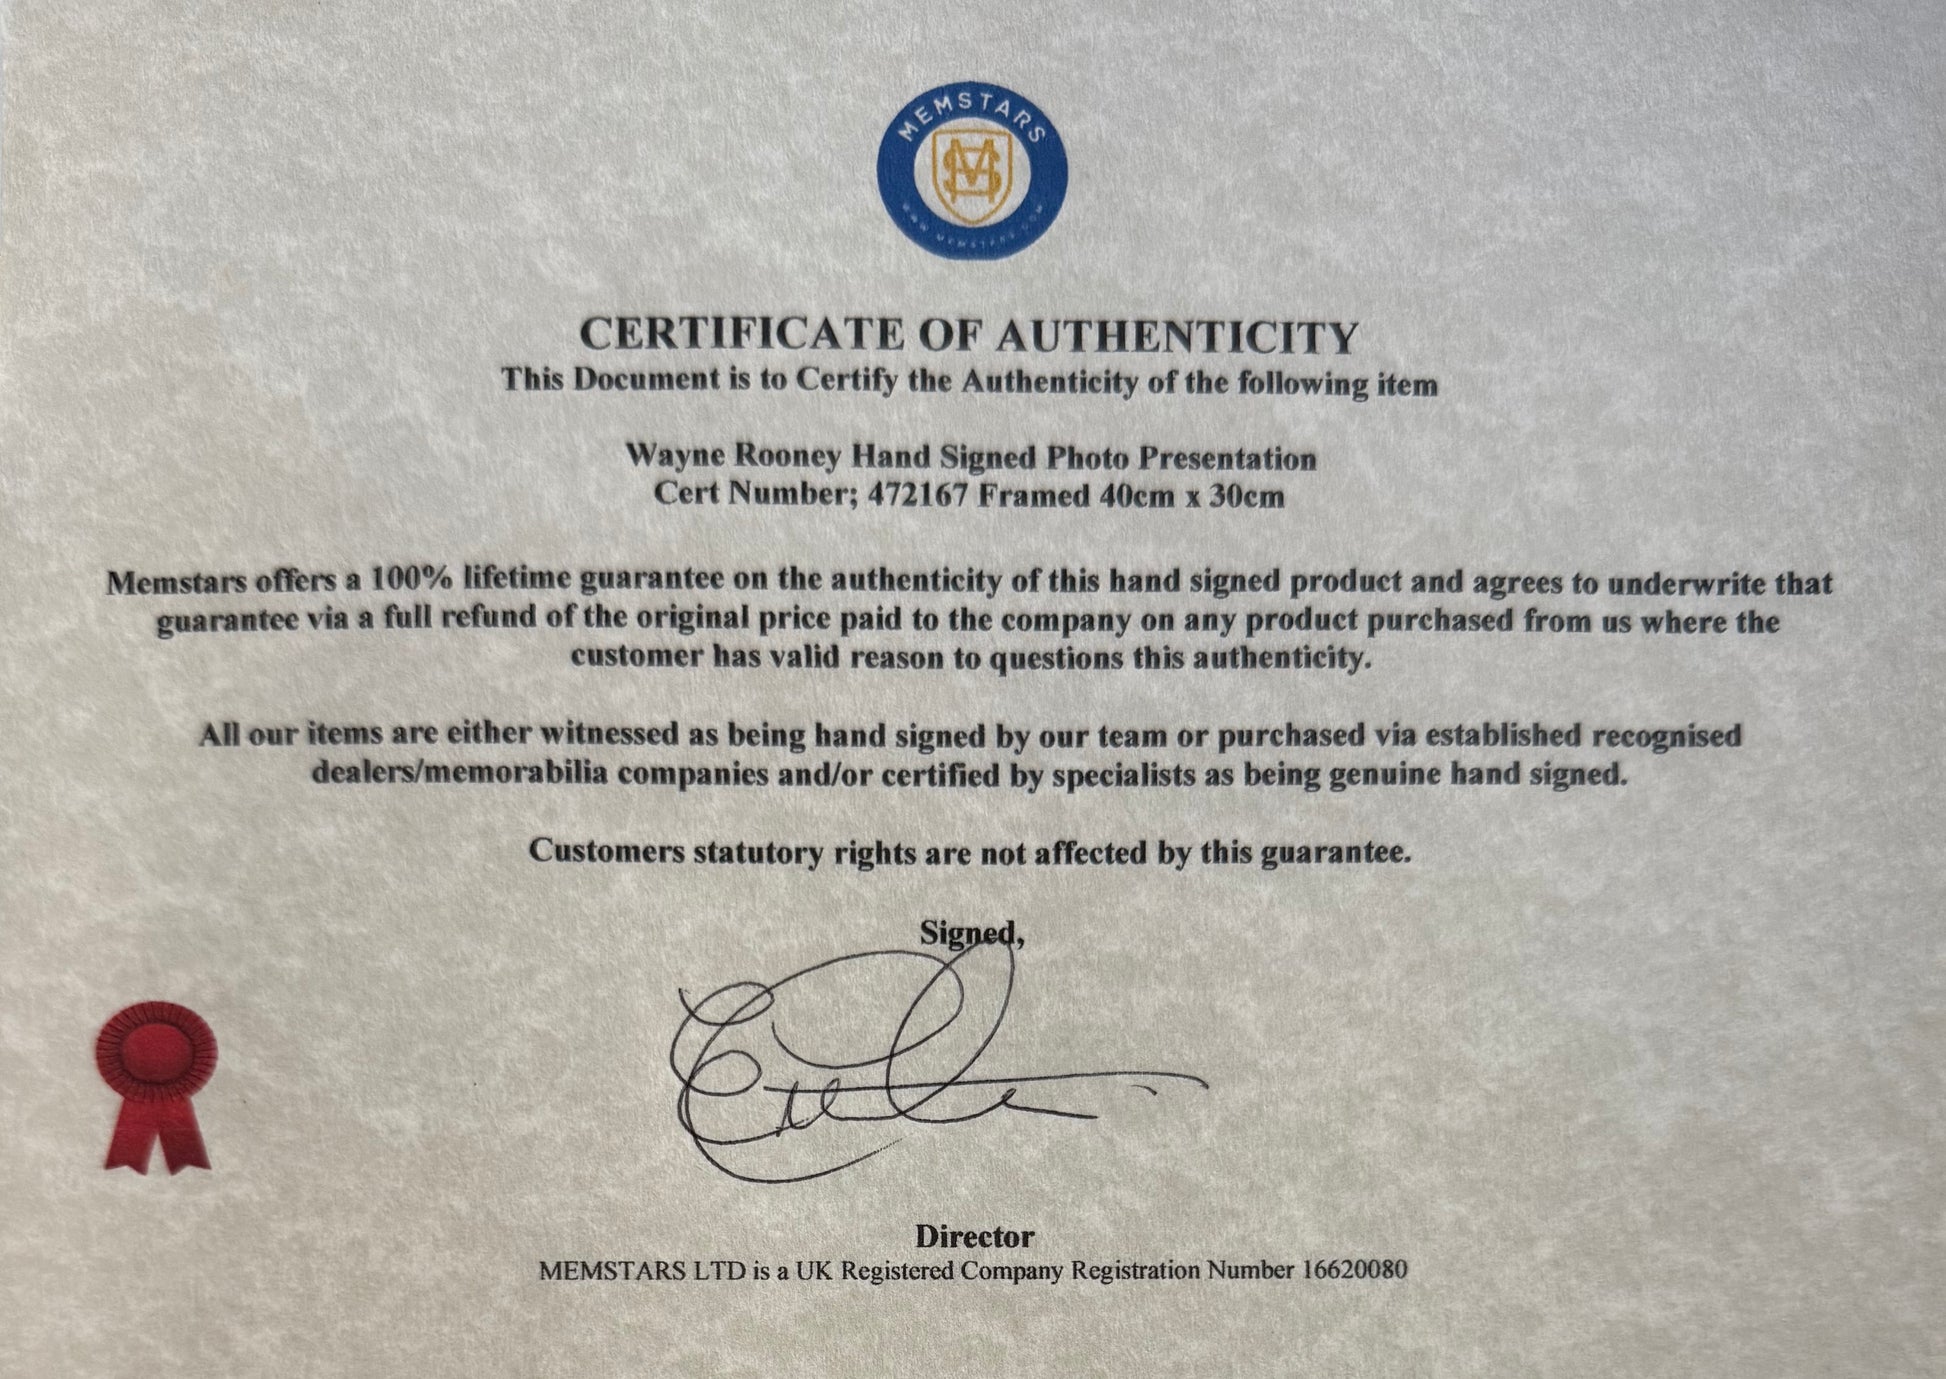 MEMSTARS
MS
WWW.MEMSTARS.COM
CERTIFICATE OF AUTHENTICITY
This Document is to Certify the Authenticity of the following item
Wayne Rooney Hand Signed Photo Presentation
Cert Number; 472167 Framed 40cm x 30cm
Memstars offers a 100% lifetime guarantee on the authenticity of this hand signed product and agrees to underwrite that
guarantee via a full refund of the original price paid to the company on any product purchased from us where the
customer has valid reason to questions this authenticity.
All our items are either witnessed as being hand signed by our team or purchased via established recognised
dealers/memorabilia companies and/or certified by specialists as being genuine hand signed.
Customers statutory rights are not affected by this guarantee.
Signed,
Director
MEMSTARS LTD is a UK Registered Company Registration Number 16620080